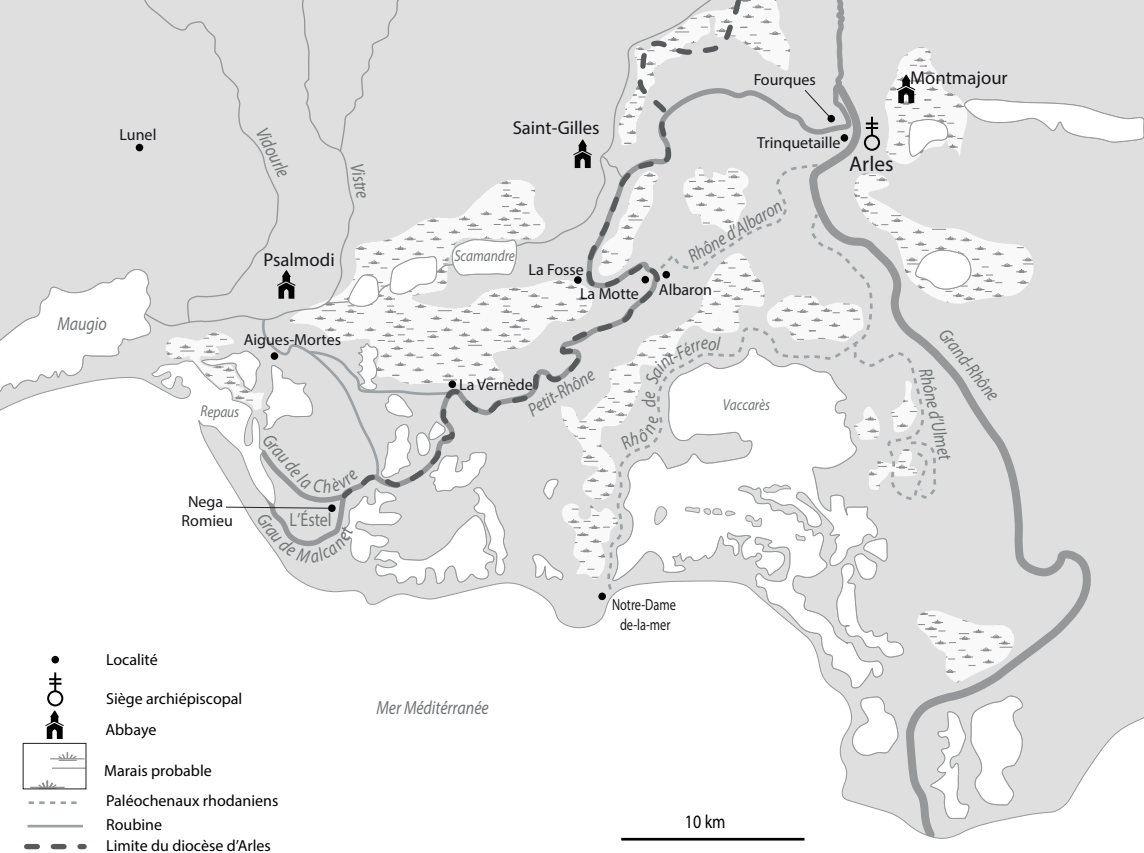 Montmajour
Fourques
Lunel
Saint-Gilles
Trinquetaille
Arles
Vidourle
Vistre
Rhône d'Albaron
Psalmodi
Scamandre
La Fosse
La Motte
Albaron
Maugio
Aigues-Mortes
Grand-Rhône
La Vernède
Petit-Rhône
Rhône de Saint-Férreol
Rhône d'Ulmet
Repaus
Vaccarès
Grau de la Chèvre
Nega
Romieu
L'Éstel
Grau de Malcanet
Notre-Dame
de-la-mer
Mer Méditérranée
Localité
Siège archiépiscopal
Abbaye
Marais probable
Paléochenaux rhodaniens
Roubine
Limite du diocèse d'Arles
10 km